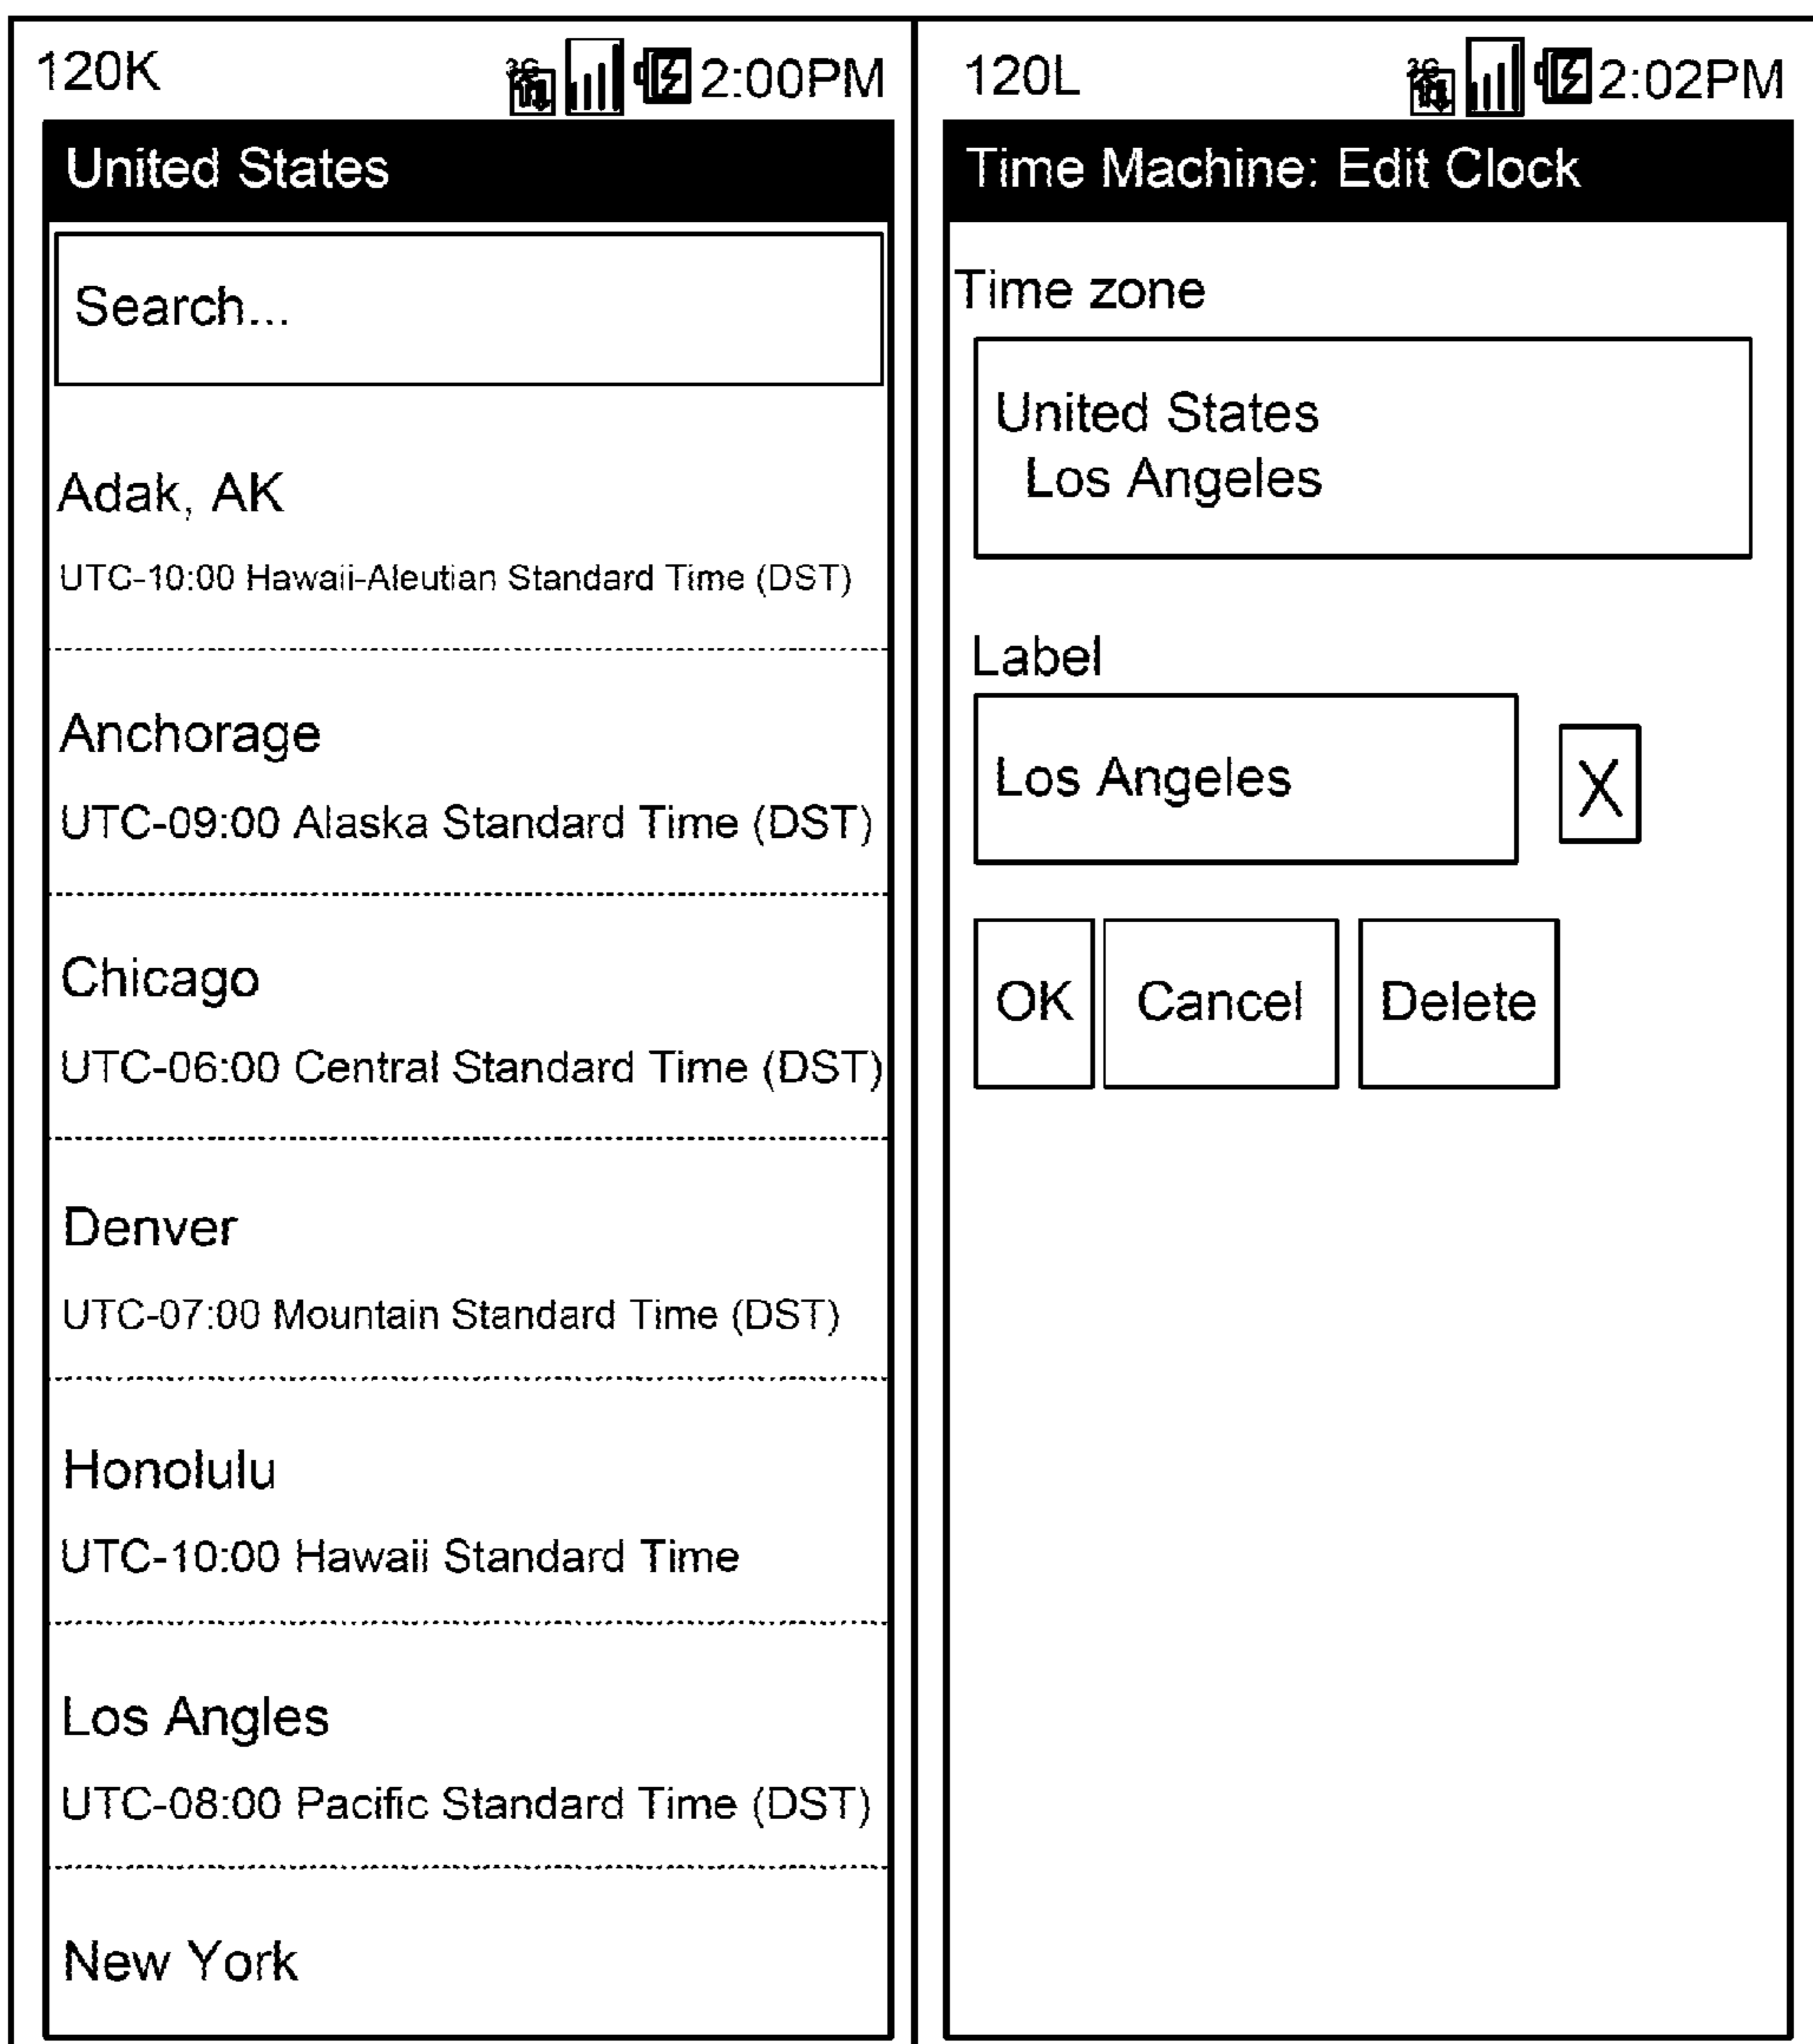 120K
3G
2:00PM
United States
Search...
Adak, AK
UTC-10:00 Hawaii-Aleutian Standard Time (DST)
Anchorage
UTC-09:00 Alaska Standard Time (DST)
Chicago
UTC-06:00 Central Standard Time (DST)
Denver
UTC-07:00 Mountain Standard Time (DST)
Honolulu
UTC-10:00 Hawaii Standard Time
Los Angles
UTC-08:00 Pacific Standard Time (DST)
New York
120L
3G
2:02PM
Time Machine: Edit Clock
Time zone
United States
Los Angeles
Label
Los Angeles
X
OK
Cancel
Delete